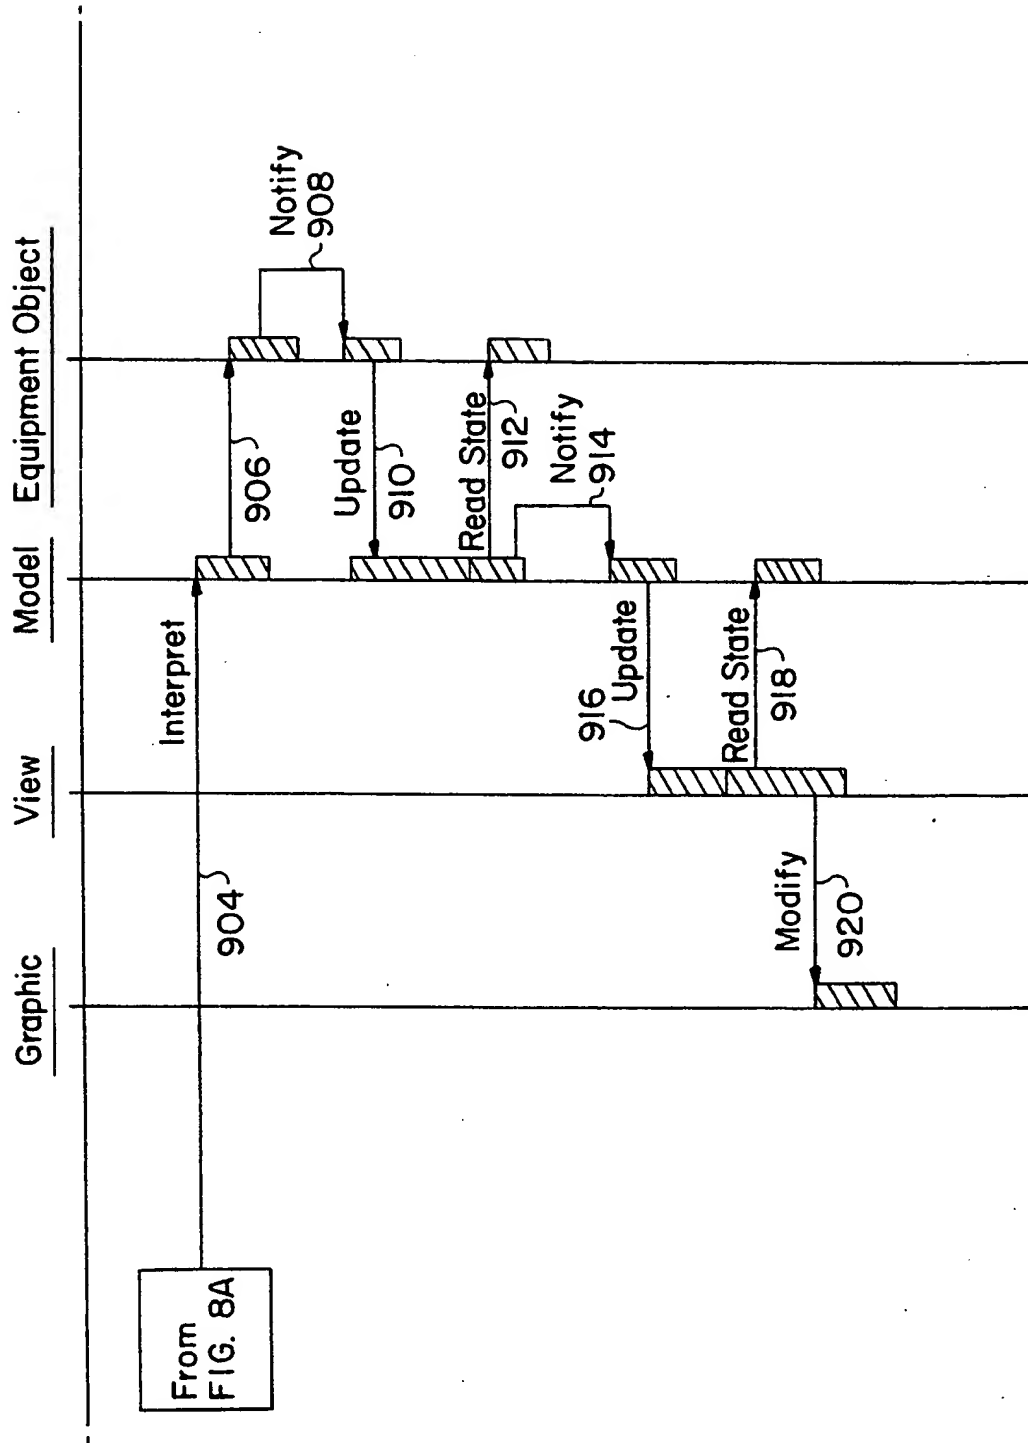 Graphic
View
Model
Equipment Object
From
FIG. 8A
904
Interpret
906
Notify
908
Update
910
Read State
912
Notify
914
916
Update
Read State
918
Modify
920